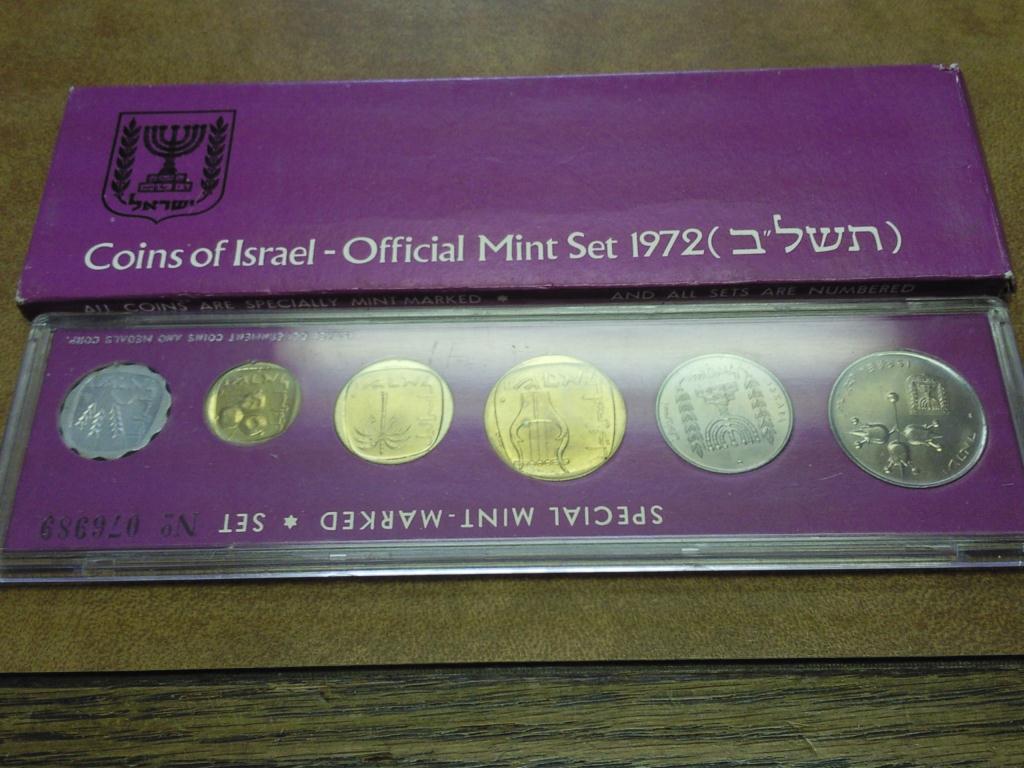 ישראל
Coins of Israel - Official Mint Set 1972 (תשל"ב)
ALL COINS ARE SPECIALLY MINT-MARKED * AND ALL SETS ARE NUMBERED
ISRAEL GOVERNMENT COINS AND MEDALS CORP.
SPECIAL MINT-MARKED * SET № 076989